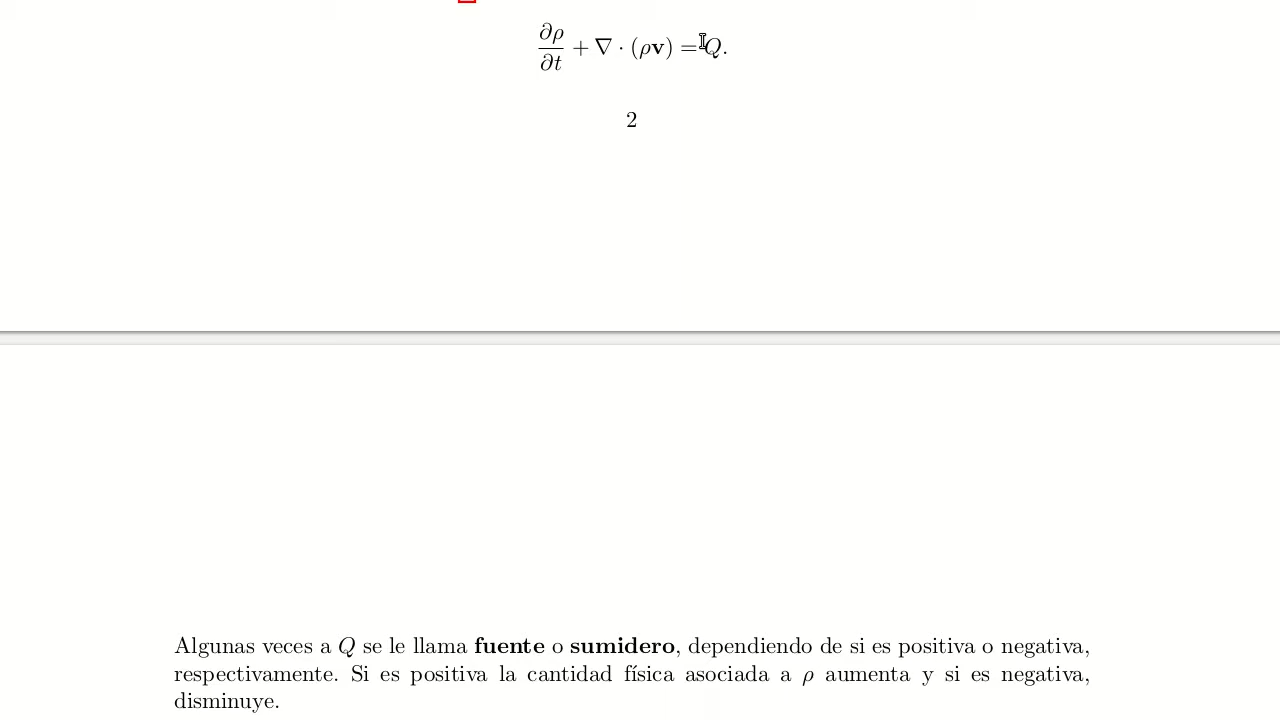 ∂ρ/∂t + ∇ · (ρv) = Q.
2
Algunas veces a Q se le llama fuente o sumidero, dependiendo de si es positiva o negativa,
respectivamente. Si es positiva la cantidad física asociada a ρ aumenta y si es negativa,
disminuye.